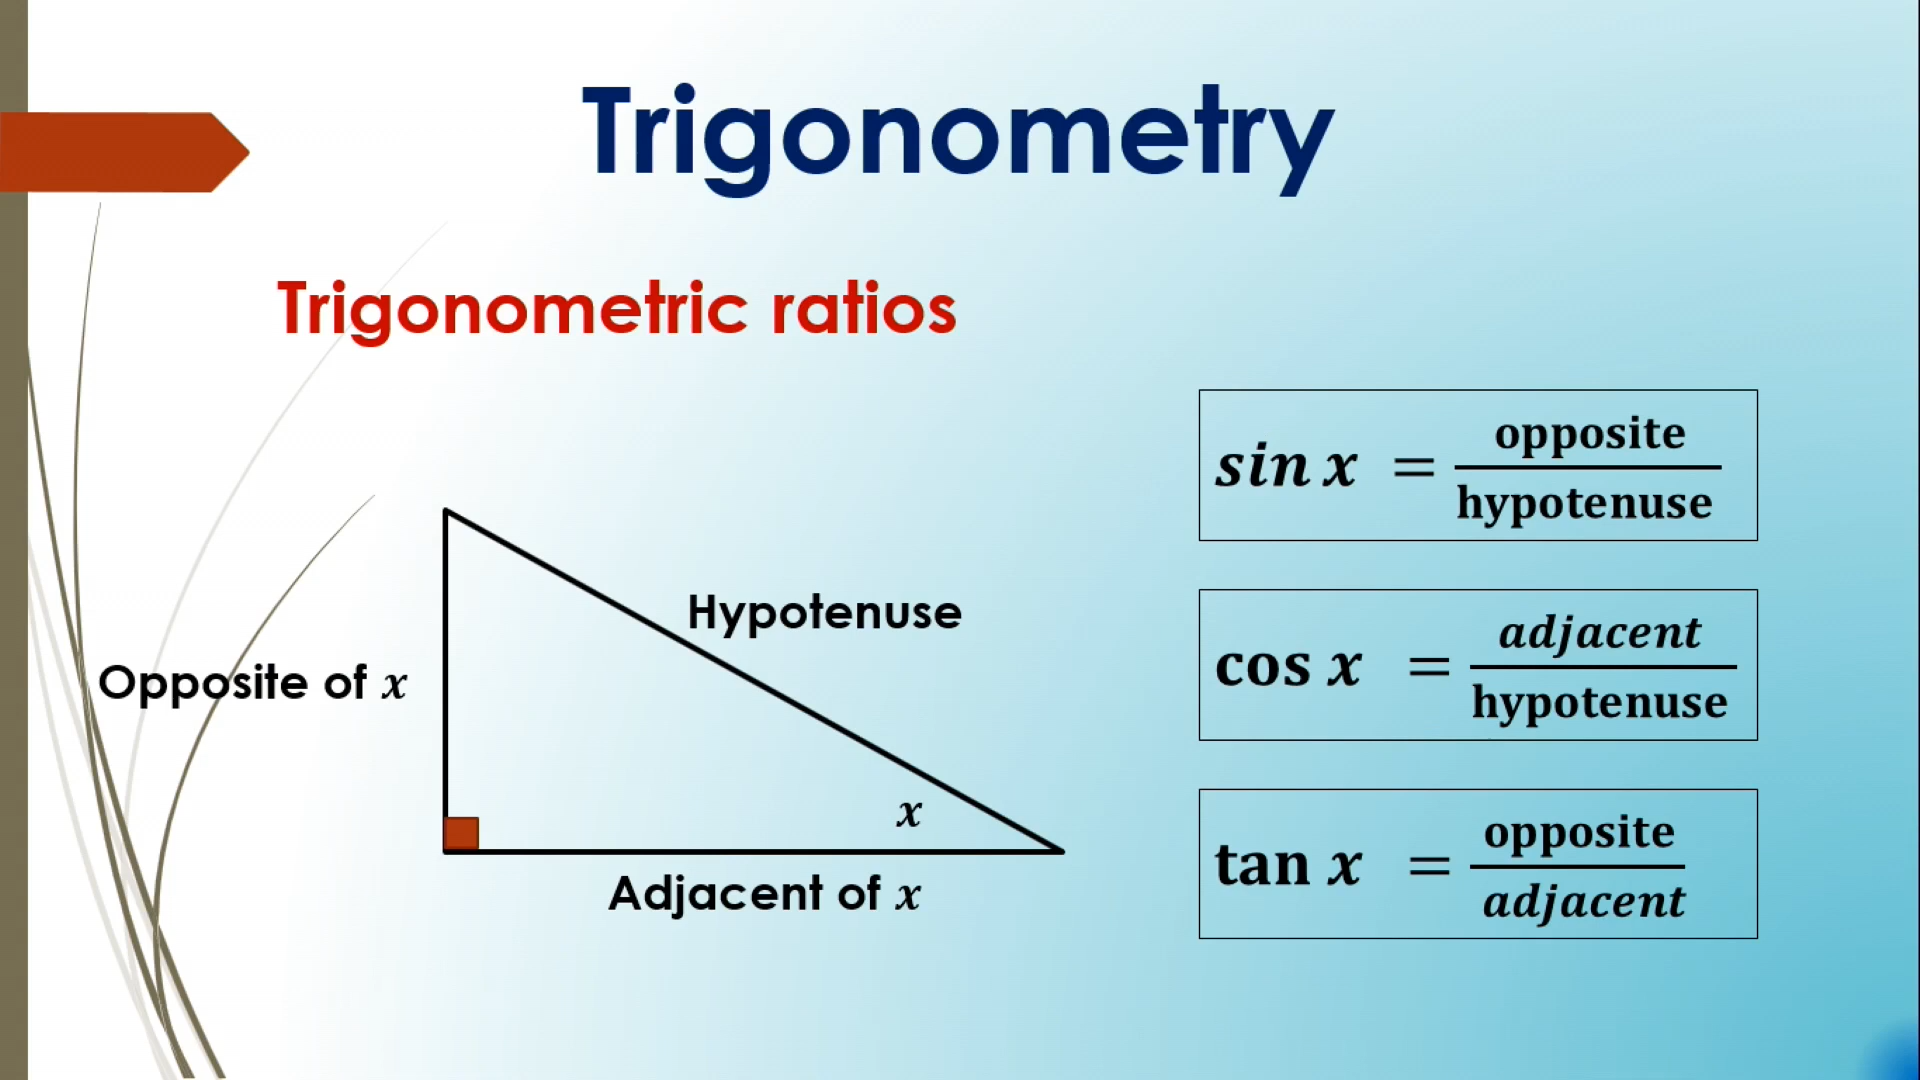 Trigonometry
Trigonometric ratios
Opposite of x
Hypotenuse
x
Adjacent of x
sin x = opposite/hypotenuse
cos x = adjacent/hypotenuse
tan x = opposite/adjacent